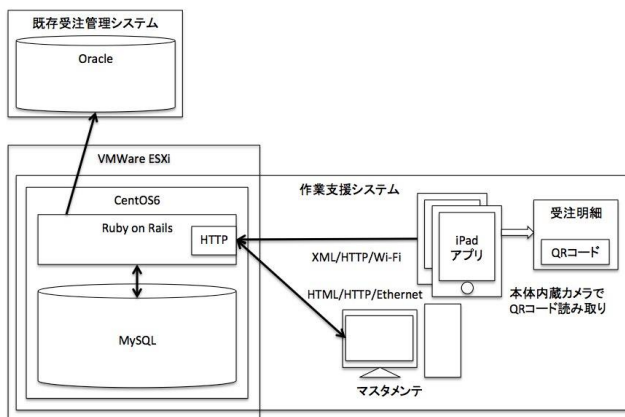 既存受注管理システム
Oracle
VMWare ESXi
作業支援システム
CentOS6
Ruby on Rails
HTTP
iPad
アプリ
受注明細
QRコード
XML/HTTP/Wi-Fi
HTML/HTTP/Ethernet
本体内蔵カメラで
QRコード読み取り
MySQL
マスタメンテ